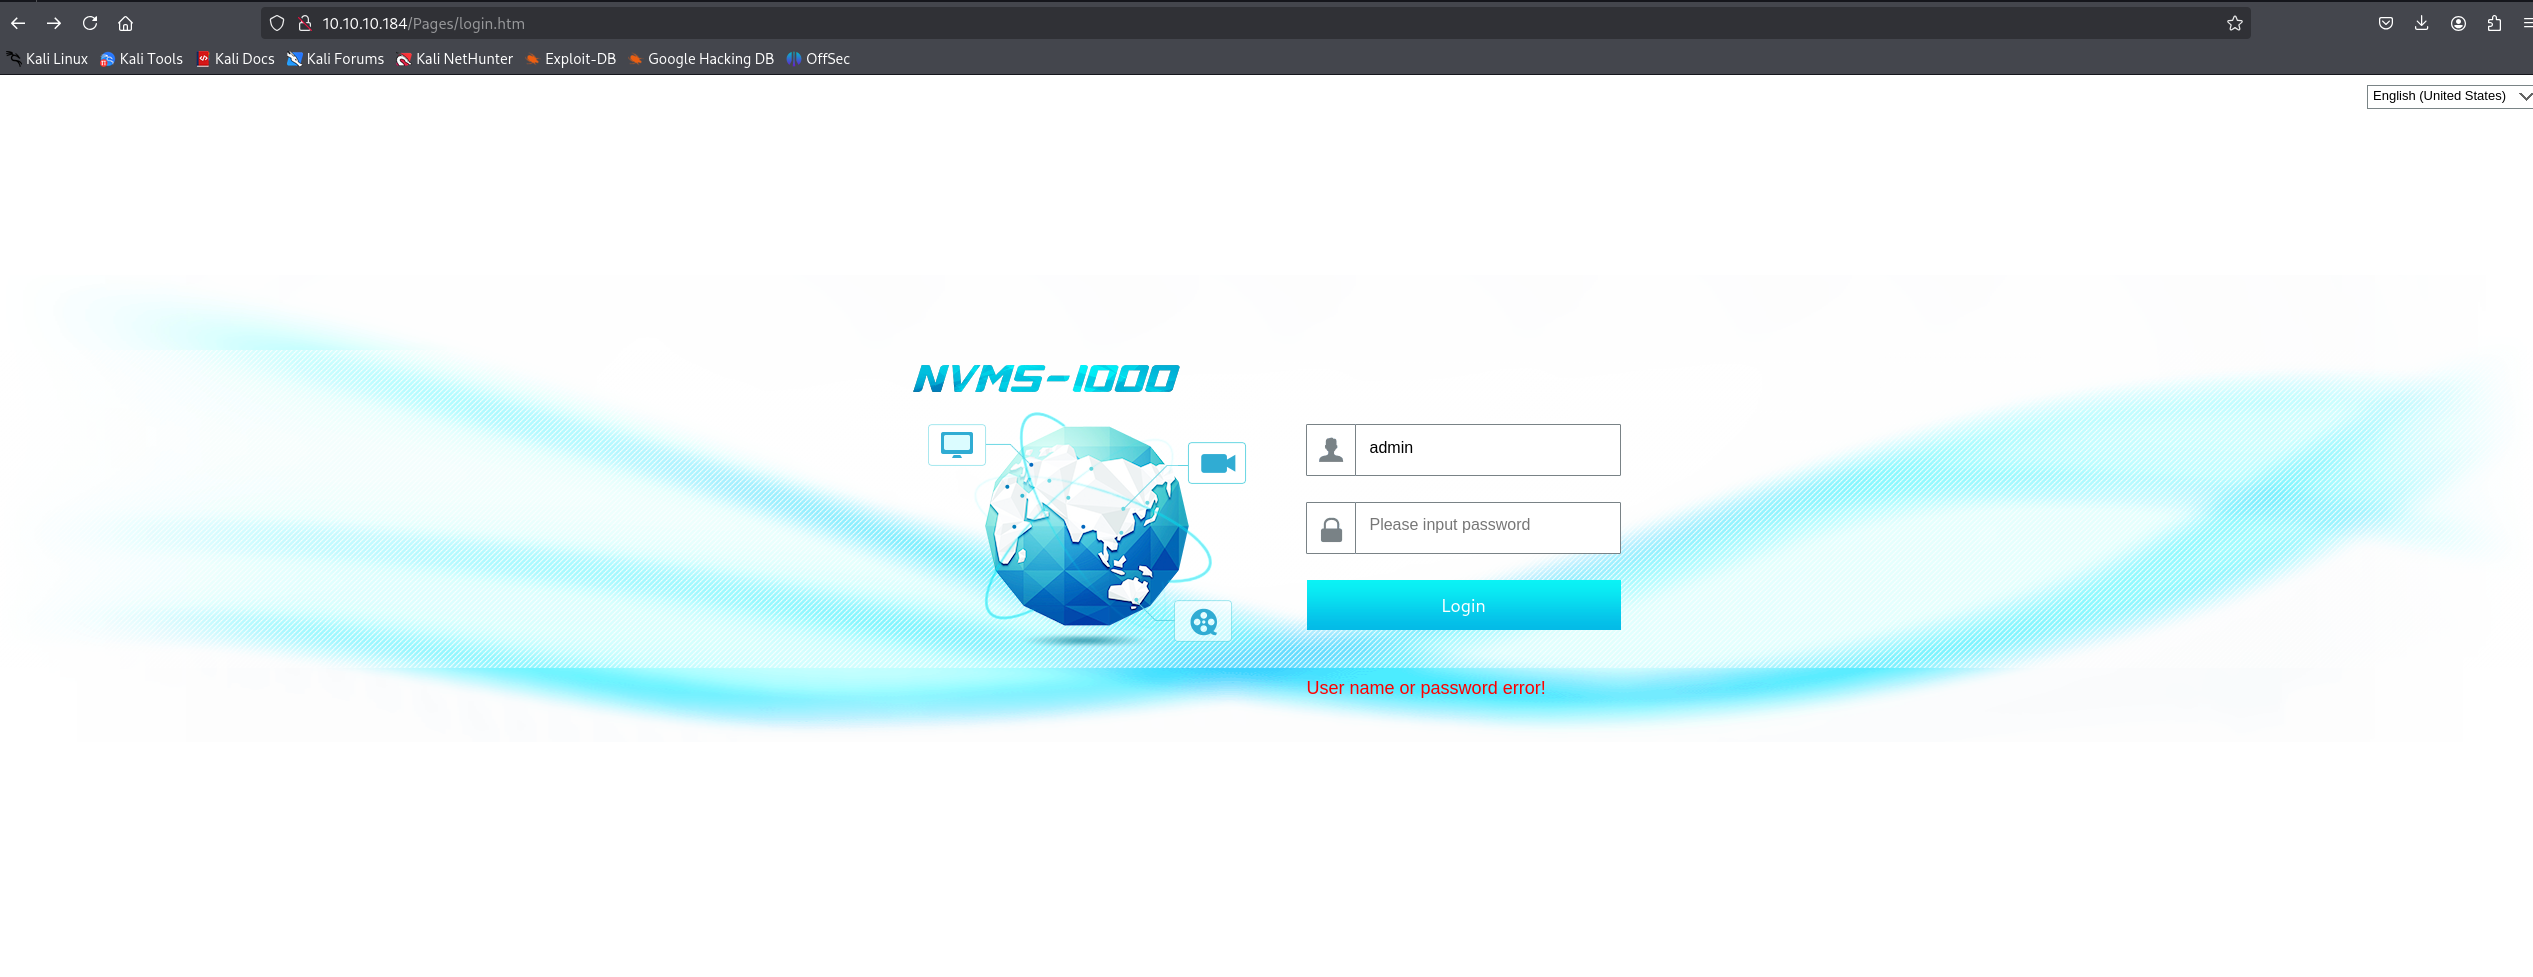 10.10.10.184/Pages/login.htm
Kali Linux Kali Tools Kali Docs Kali Forums Kali NetHunter Exploit-DB Google Hacking DB OffSec
English (United States)
NVMS-1000
admin
Please input password
Login
User name or password error!